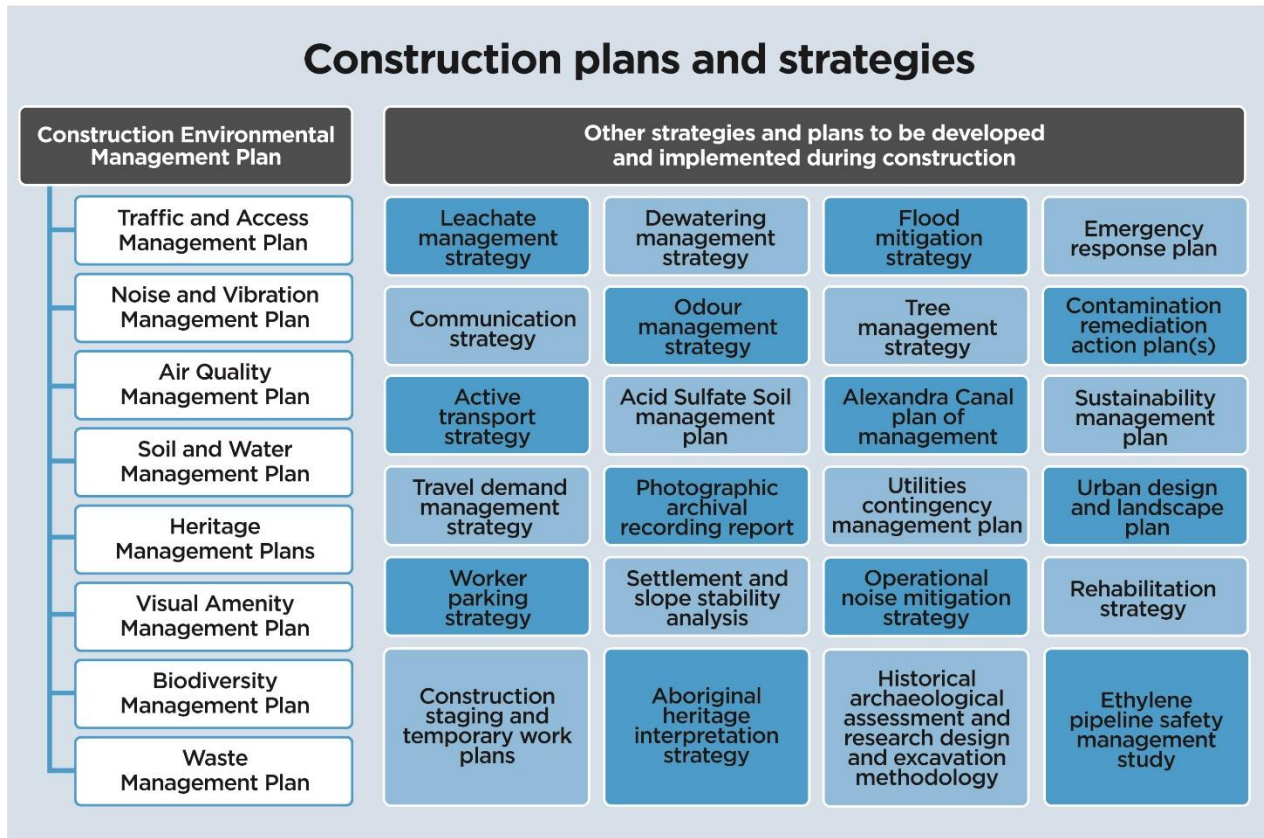 Construction plans and strategies
Construction Environmental
Management Plan
Traffic and Access
Management Plan
Noise and Vibration
Management Plan
Air Quality
Management Plan
Soil and Water
Management Plan
Heritage
Management Plans
Visual Amenity
Management Plan
Biodiversity
Management Plan
Waste
Management Plan
Other strategies and plans to be developed
and implemented during construction
Leachate
management
strategy
Dewatering
management
strategy
Flood
mitigation
strategy
Emergency
response plan
Communication
strategy
Odour
management
strategy
Tree
management
strategy
Contamination
remediation
action plan(s)
Active
transport
strategy
Acid Sulfate Soil
management
plan
Alexandra Canal
plan of
management
Sustainability
management
plan
Travel demand
management
strategy
Photographic
archival
recording report
Utilities
contingency
management plan
Urban design
and landscape
plan
Worker
parking
strategy
Settlement and
slope stability
analysis
Operational
noise mitigation
strategy
Rehabilitation
strategy
Construction
staging and
temporary work
plans
Aboriginal
heritage
interpretation
strategy
Historical
archaeological
assessment and
research design
and excavation
methodology
Ethylene
pipeline safety
management
study